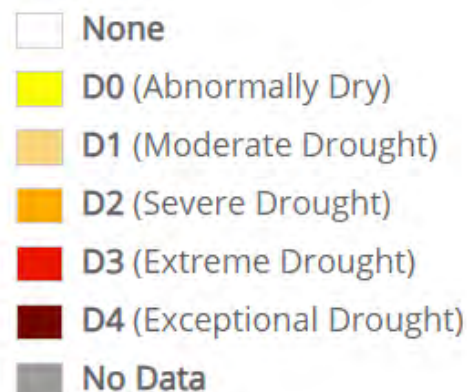 None
D0 (Abnormally Dry)
D1 (Moderate Drought)
D2 (Severe Drought)
D3 (Extreme Drought)
D4 (Exceptional Drought)
No Data